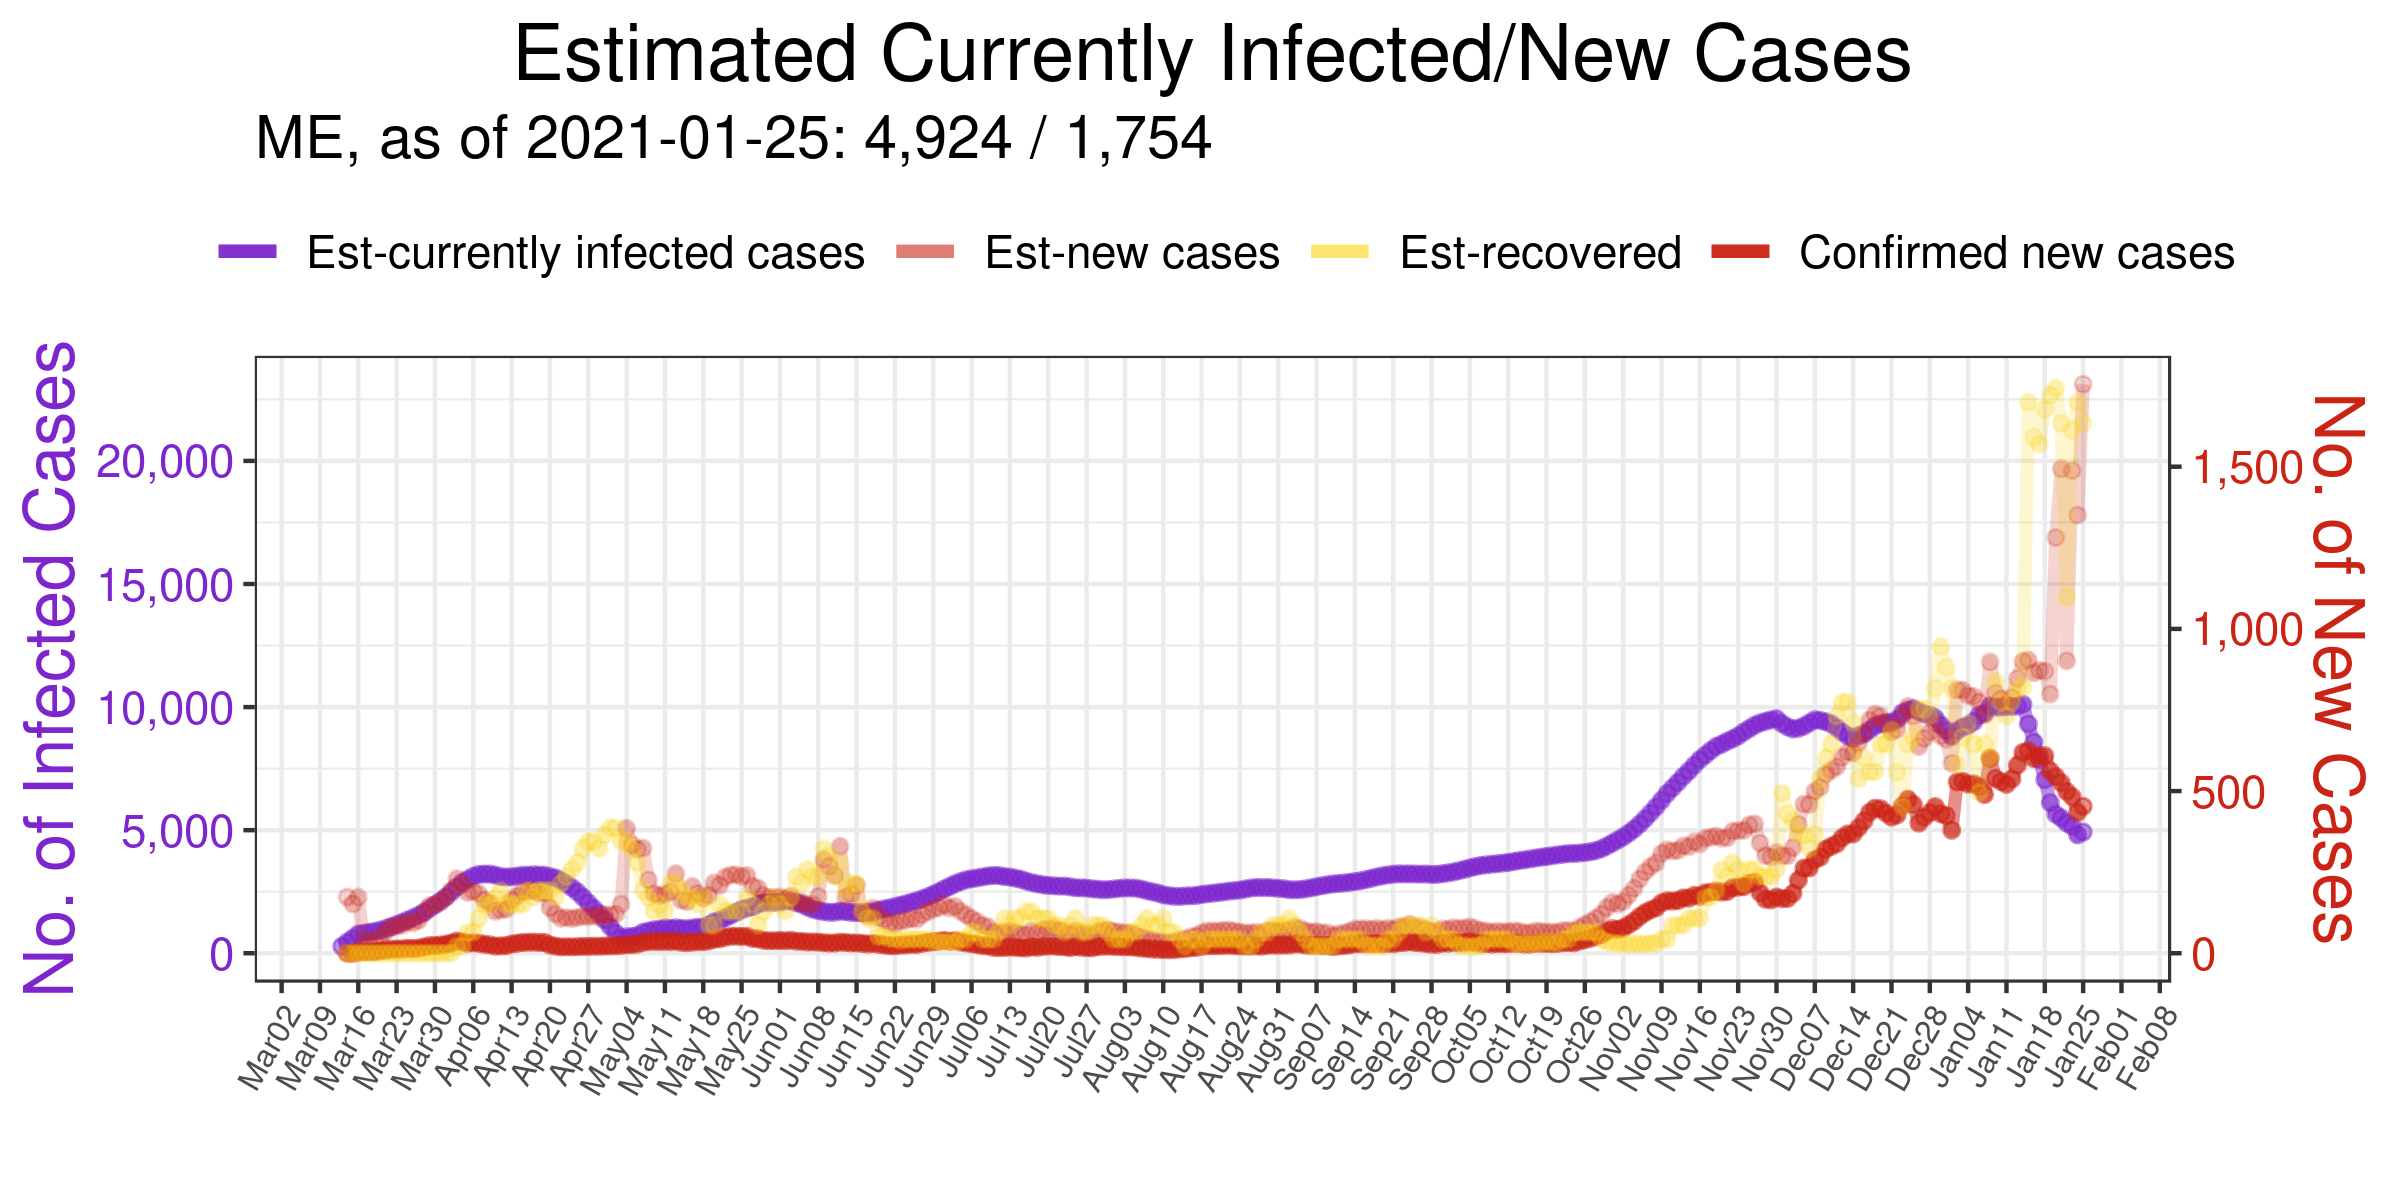 Estimated Currently Infected/New Cases
ME, as of 2021-01-25: 4,924 / 1,754
Est-currently infected cases Est-new cases Est-recovered Confirmed new cases
No. of Infected Cases
20,000
15,000
10,000
5,000
0
1,500
1,000
500
0
No. of New Cases
Mar02 Mar09 Mar16 Mar23 Mar30 Apr06 Apr13 Apr20 Apr27 May04 May11 May18 May25 Jun01 Jun08 Jun15 Jun22 Jun29 Jul06 Jul13 Jul20 Jul27 Aug03 Aug10 Aug17 Aug24 Aug31 Sep07 Sep14 Sep21 Sep28 Oct05 Oct12 Oct19 Oct26 Nov02 Nov09 Nov16 Nov23 Nov30 Dec07 Dec14 Dec21 Dec28 Jan04 Jan11 Jan18 Jan25 Feb01 Feb08